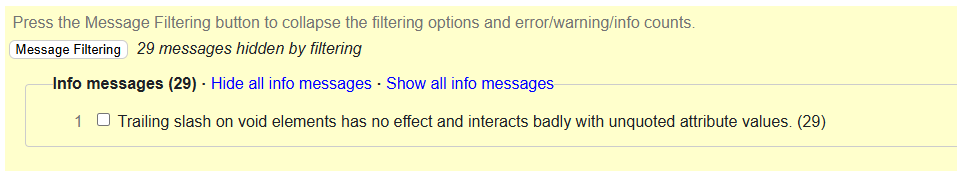 Press the Message Filtering button to collapse the filtering options and error/warning/info counts.
Message Filtering 29 messages hidden by filtering
Info messages (29) · Hide all info messages · Show all info messages
1 Trailing slash on void elements has no effect and interacts badly with unquoted attribute values. (29)